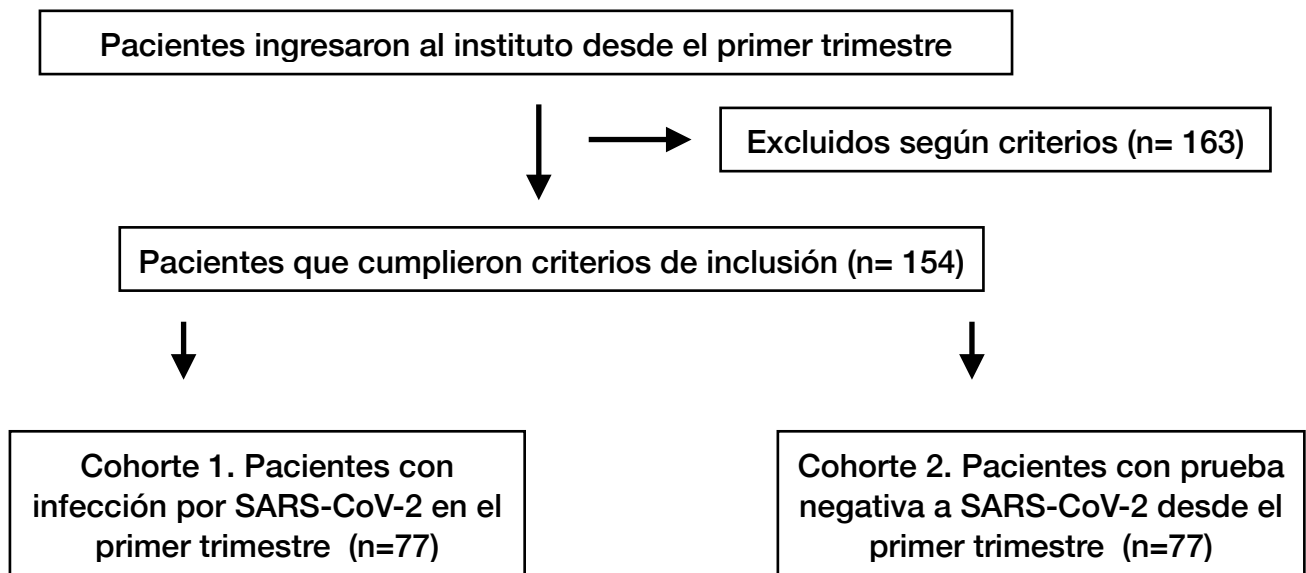 Pacientes ingresaron al instituto desde el primer trimestre
Excluidos según criterios (n= 163)
Pacientes que cumplieron criterios de inclusión (n= 154)
Cohorte 1. Pacientes con
infección por SARS-CoV-2 en el
primer trimestre (n=77)
Cohorte 2. Pacientes con prueba
negativa a SARS-CoV-2 desde el
primer trimestre (n=77)